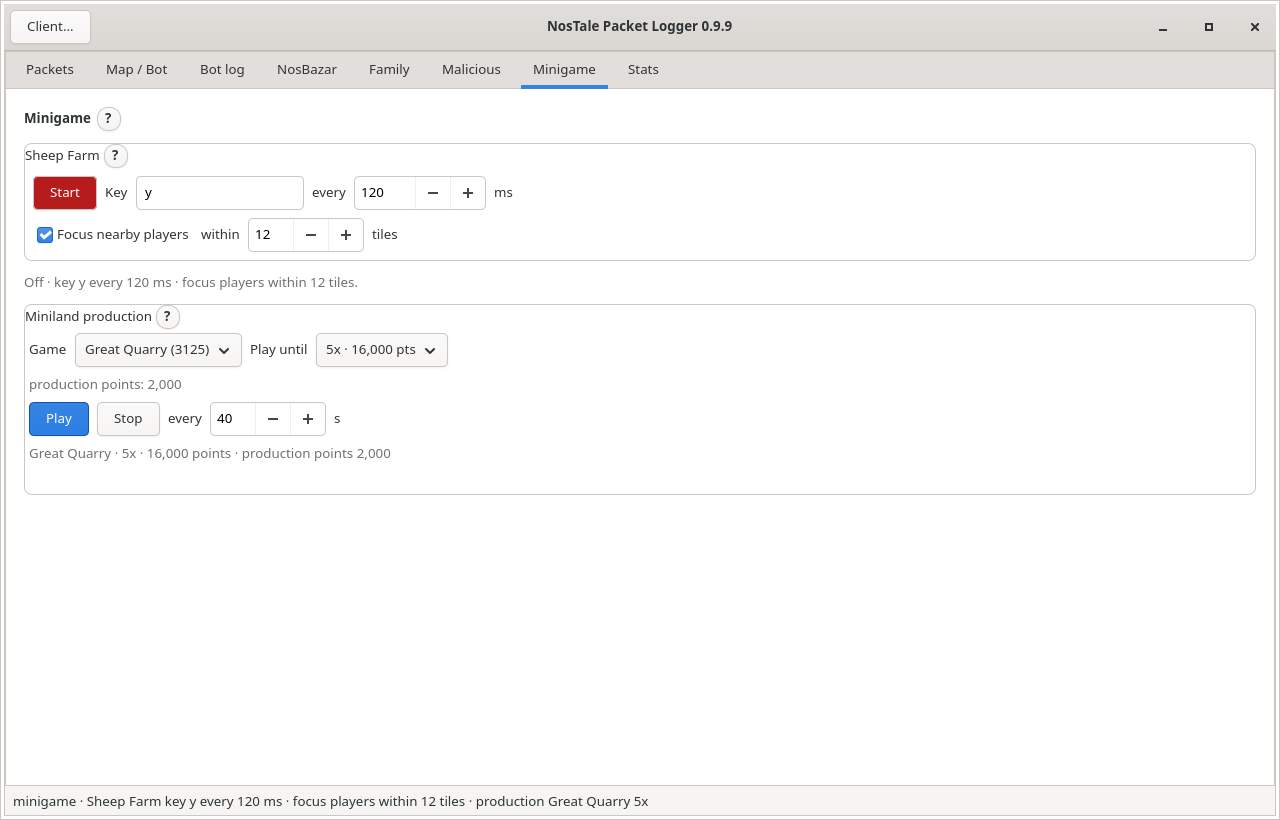 Client... NosTale Packet Logger 0.9.9
Packets Map / Bot Bot log NosBazar Family Malicious Minigame Stats
Minigame ?
Sheep Farm ?
Start Key y every 120 ms
Focus nearby players within 12 tiles
Off · key y every 120 ms · focus players within 12 tiles.
Miniland production ?
Game Great Quarry (3125) Play until 5x · 16,000 pts
production points: 2,000
Play Stop every 40 s
Great Quarry · 5x · 16,000 points · production points 2,000
minigame · Sheep Farm key y every 120 ms · focus players within 12 tiles · production Great Quarry 5x